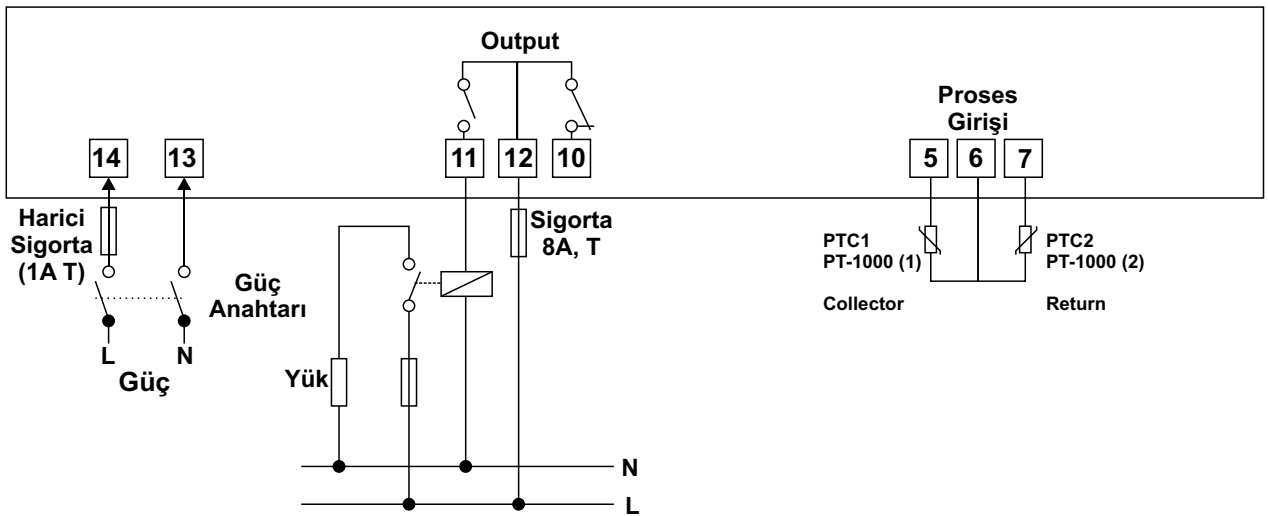 Output
Proses
Girişi
14
13
11
12
10
5
6
7
Harici
Sigorta
(1A T)
Sigorta
8A, T
PTC1
PT-1000 (1)
Collector
PTC2
PT-1000 (2)
Return
Güç
Anahtarı
L
N
Güç
Yük
N
L